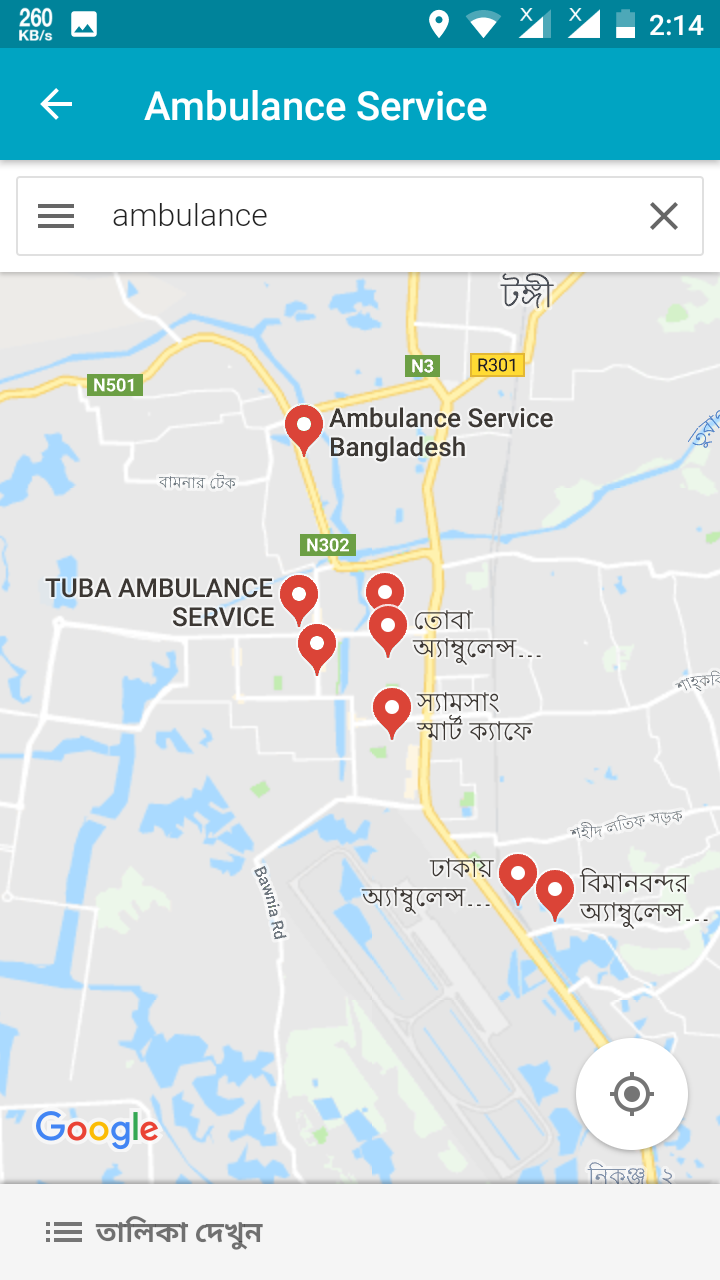 260
KB/s
X
X
2:14
Ambulance Service
ambulance
টঙ্গী
N3
R301
N501
Ambulance Service
Bangladesh
তুরাগ
বামনার টেক
N302
TUBA AMBULANCE
SERVICE
তোবা
অ্যাম্বুলেন্স...
শাহ্কবি
স্যামসাং
স্মার্ট ক্যাফে
শহীদ লতিফ সড়ক
ঢাকায়
অ্যাম্বুলেন্স...
বিমানবন্দর
অ্যাম্বুলেন্স...
Bawnia Rd
Google
নিকুঞ্জ ২
তালিকা দেখুন